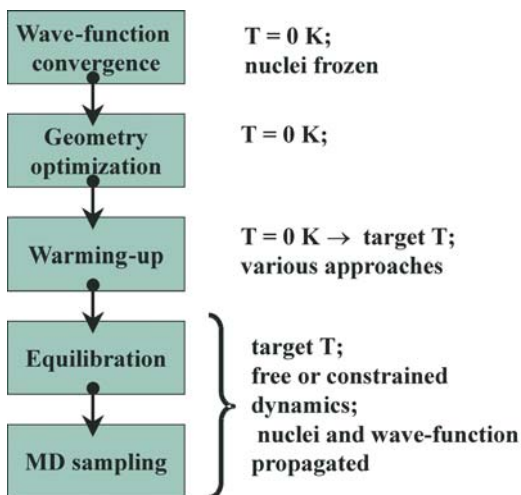 Wave-function
convergence
T = 0 K;
nuclei frozen
Geometry
optimization
T = 0 K;
Warming-up
T = 0 K → target T;
various approaches
Equilibration
MD sampling
target T;
free or constrained
dynamics;
nuclei and wave-function
propagated